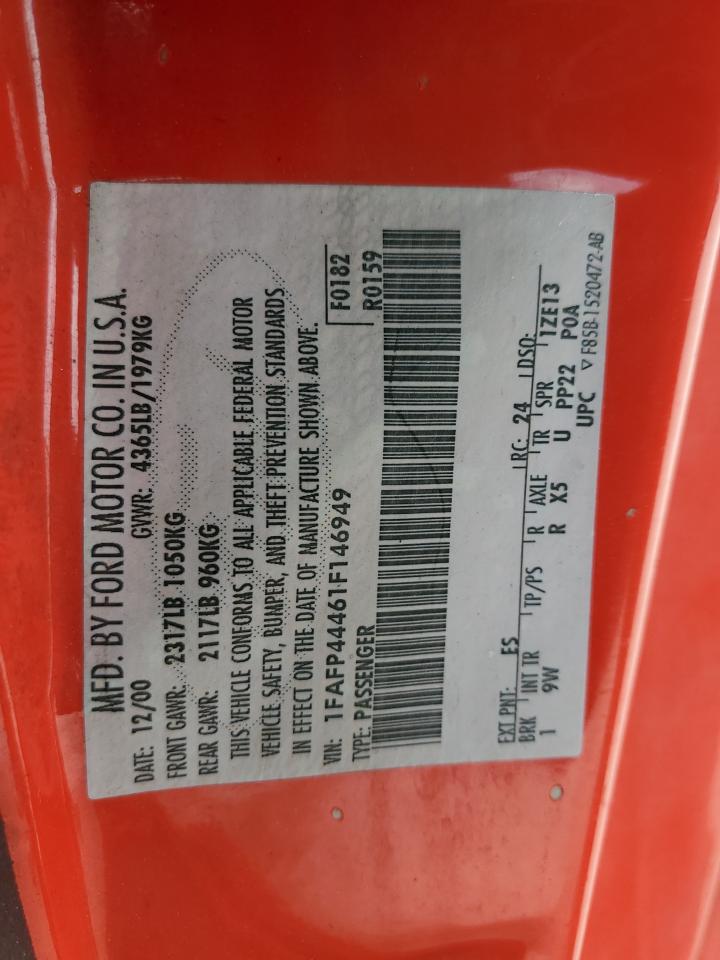 MFD. BY FORD MOTOR CO. IN U.S.A.
DATE: 12/00 GVWR: 4365LB/1979KG
FRONT GAWR: 2317LB 1050KG
REAR GAWR: 2117LB 960KG
THIS VEHICLE CONFORMS TO ALL APPLICABLE FEDERAL MOTOR
VEHICLE SAFETY, BUMPER, AND THEFT PREVENTION STANDARDS
IN EFFECT ON THE DATE OF MANUFACTURE SHOWN ABOVE.
VIN: 1FAFP44461F146949 F0182
TYPE: PASSENGER R0159
EXT PNT: ES RC: 24 DSO:
BRK INT TR TP/PS R AXLE TR SPR 1ZE13
1 9W R X5 U PP22 P0A
UPC ▽ F85B-1520472-AB